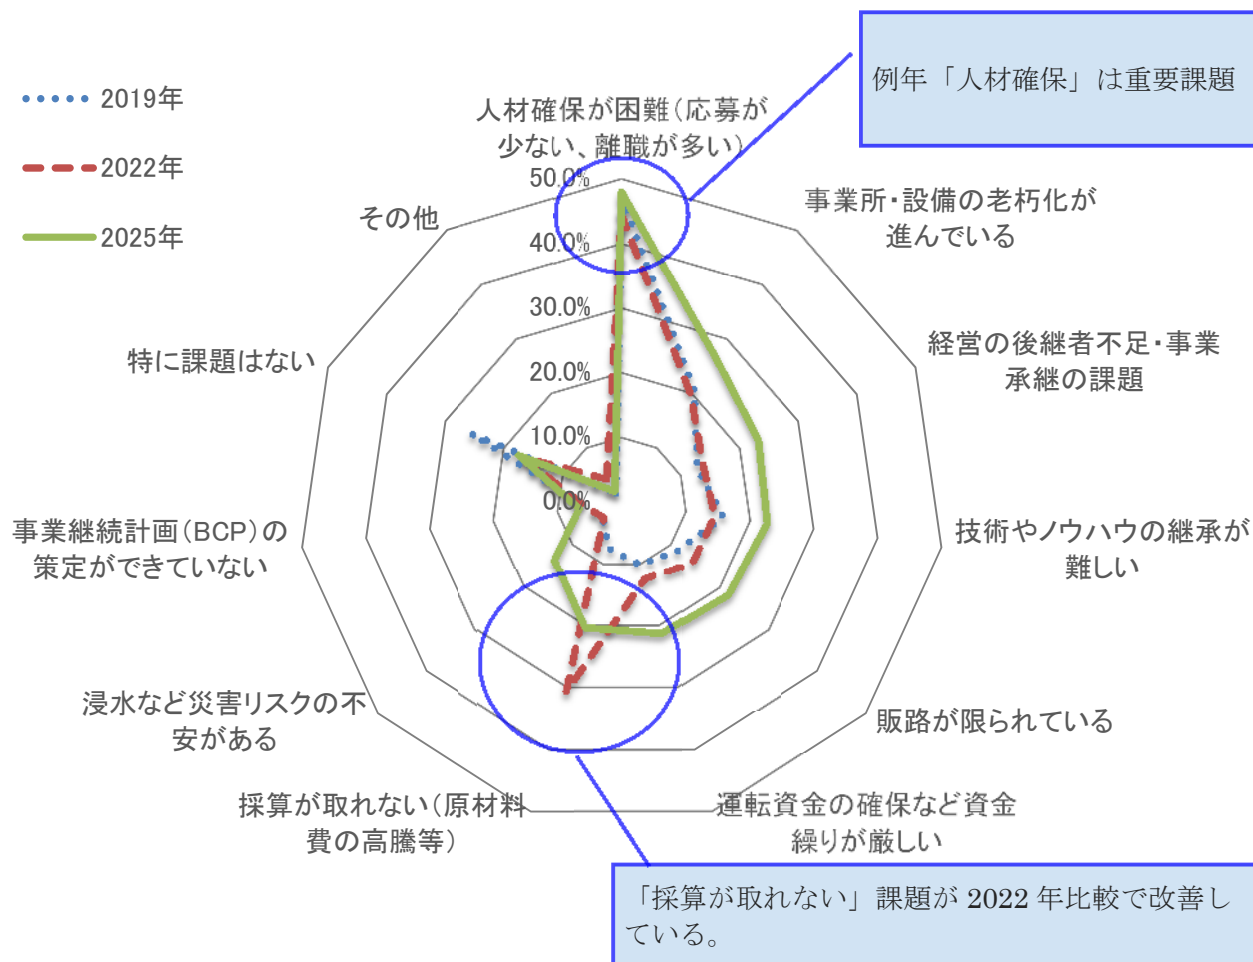 例年「人材確保」は重要課題
2019年
2022年
2025年
人材確保が困難（応募が
少ない、離職が多い）
事業所・設備の老朽化が
進んでいる
経営の後継者不足・事業
承継の課題
技術やノウハウの継承が
難しい
販路が限られている
運転資金の確保など資金
繰りが厳しい
採算が取れない（原材料
費の高騰等）
浸水など災害リスクの不
安がある
事業継続計画（BCP）の
策定ができていない
特に課題はない
その他
50.0%
40.0%
30.0%
20.0%
10.0%
0.0%
「採算が取れない」課題が 2022 年比較で改善し
ている。